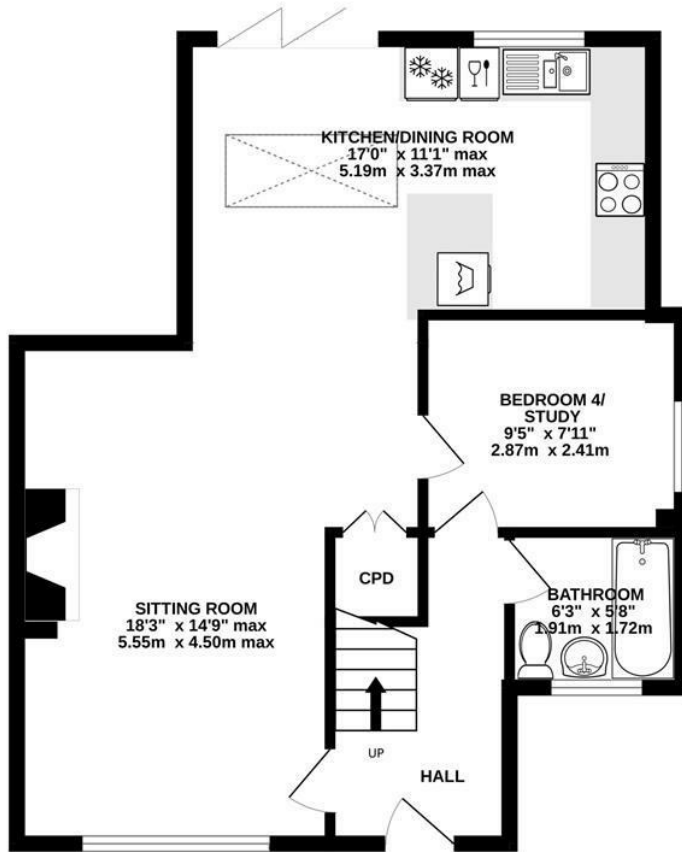 KITCHEN/DINING ROOM
17'0" x 11'1" max
5.19m x 3.37m max
BEDROOM 4/
STUDY
9'5" x 7'11"
2.87m x 2.41m
CPD
BATHROOM
6'3" x 5'8"
1.91m x 1.72m
SITTING ROOM
18'3" x 14'9" max
5.55m x 4.50m max
UP
HALL